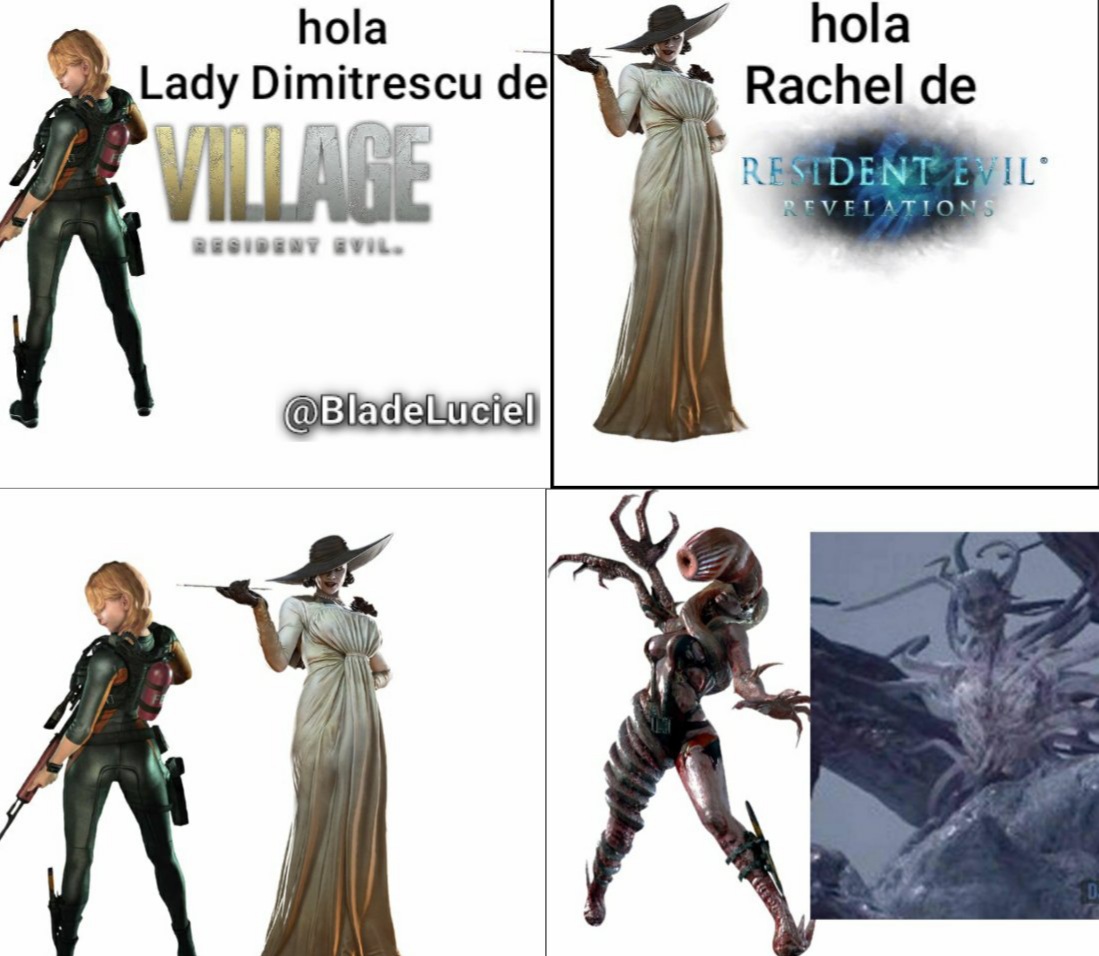 hola
Lady Dimitrescu de
VILLAGE
RESIDENT EVIL.
@BladeLuciel
hola
Rachel de
RESIDENT EVIL®
REVELATIONS